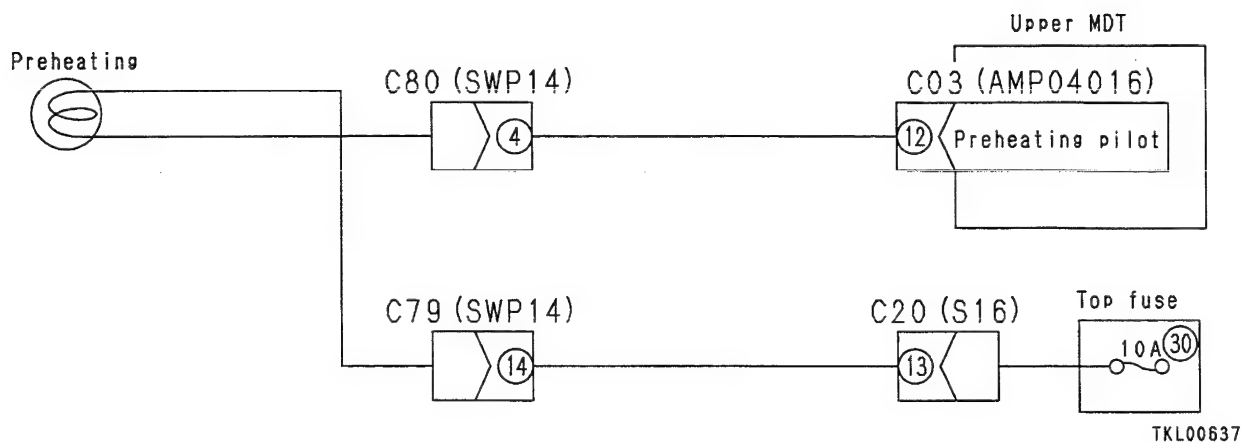 Upper MDT
Preheating
C80 (SWP14)
C03 (AMP04016)
4
12
Preheating pilot
C79 (SWP14)
C20 (S16)
Top fuse
14
13
10A
30
TKL00637